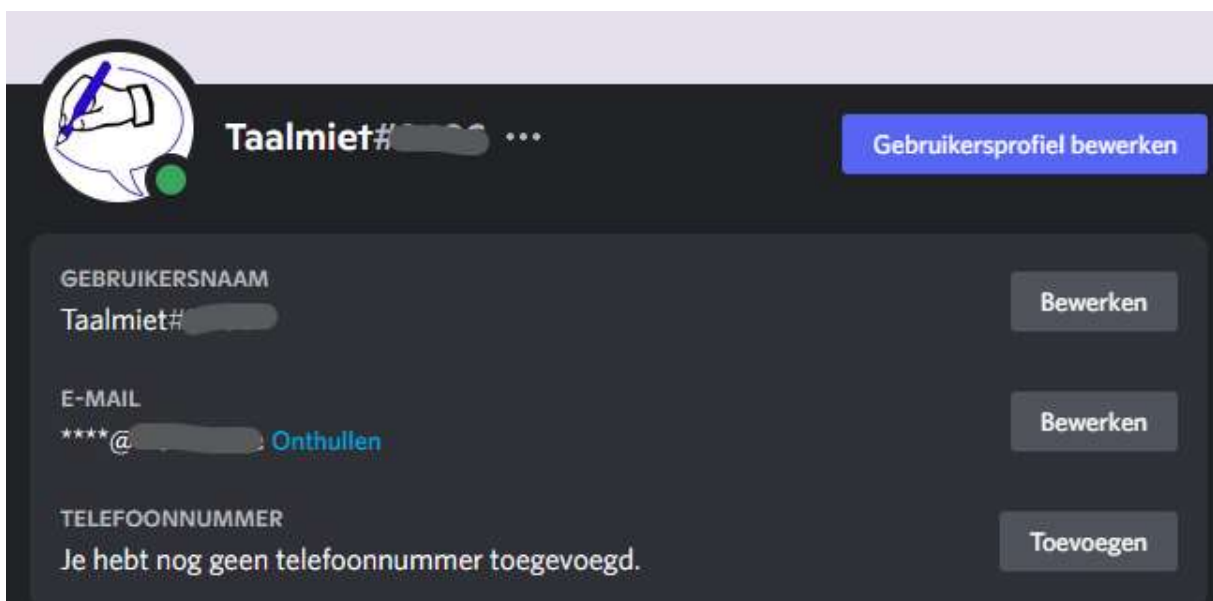 Taalmiet#
Gebruikersprofiel bewerken
GEBRUIKERSNAAM
Taalmiet#
Bewerken
E-MAIL
****@ Onthullen
Bewerken
TELEFOONNUMMER
Je hebt nog geen telefoonnummer toegevoegd.
Toevoegen